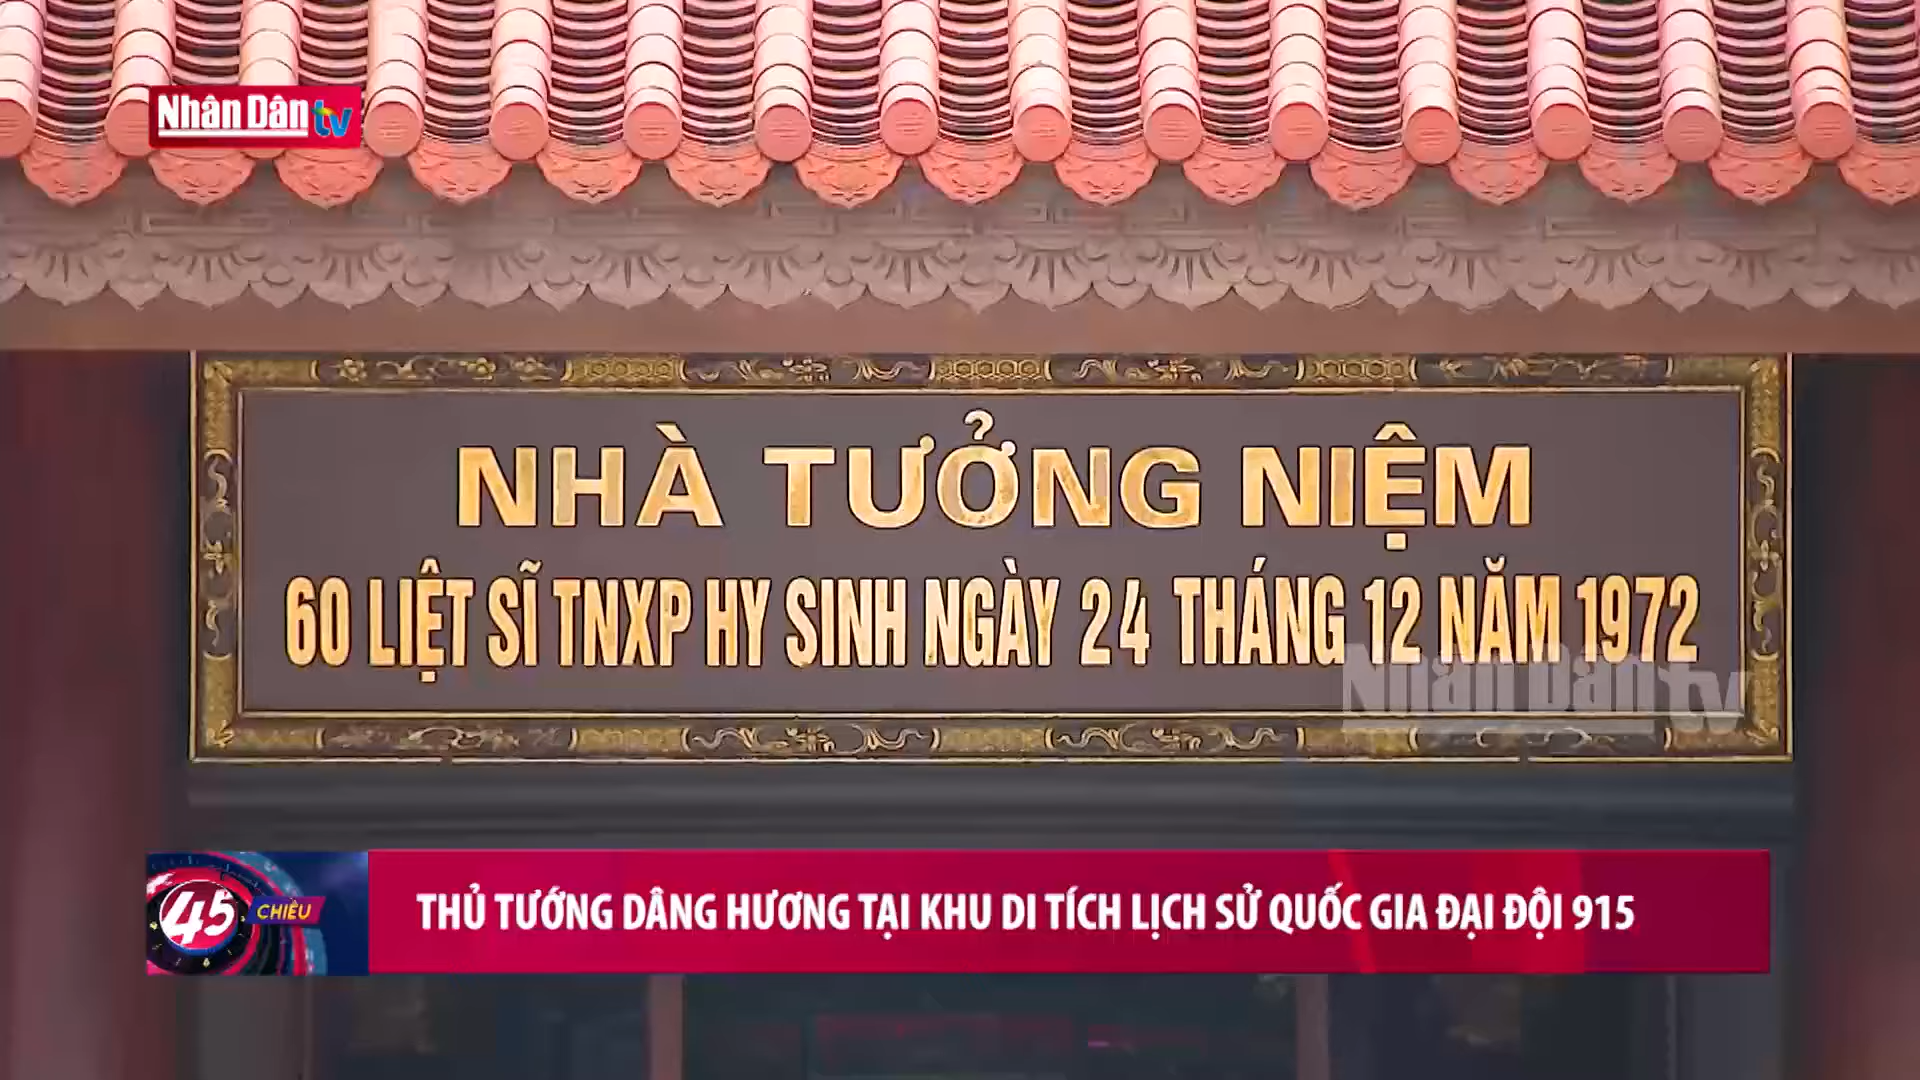 Nhân Dân tv
NHÀ TƯỞNG NIỆM
60 LIỆT SĨ TNXP HY SINH NGÀY 24 THÁNG 12 NĂM 1972
Nhân Dân tv
45 CHIỀU
THỦ TƯỚNG DÂNG HƯƠNG TẠI KHU DI TÍCH LỊCH SỬ QUỐC GIA ĐẠI ĐỘI 915